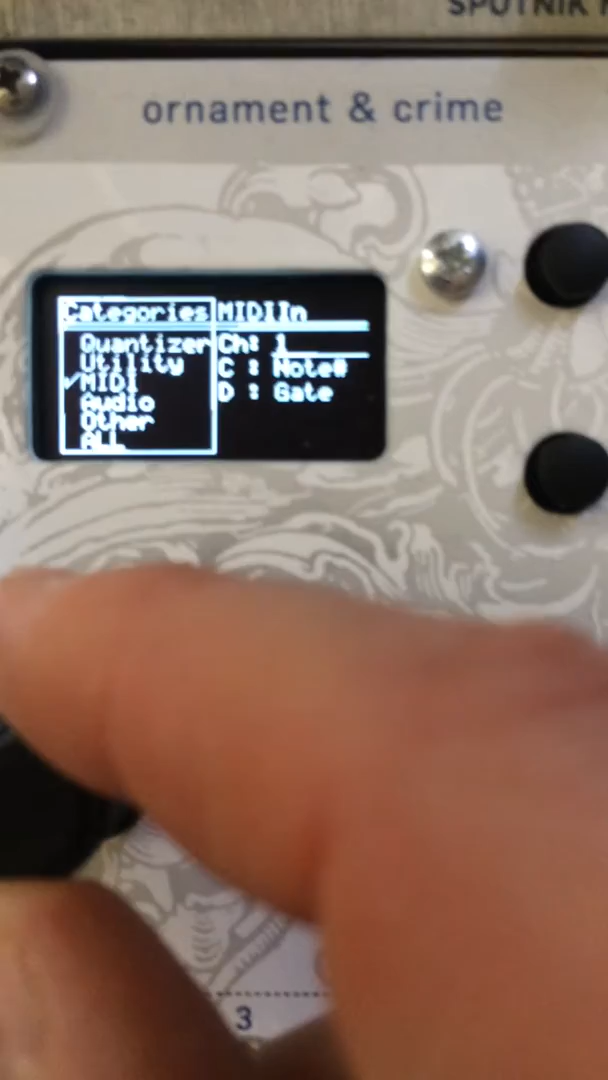 SPUTNIK
ornament & crime
Categories
Quantizer
Utility
✓MIDI
Audio
Other
ALL
MIDIIn
Ch: 1
C : Note#
D : Gate
3